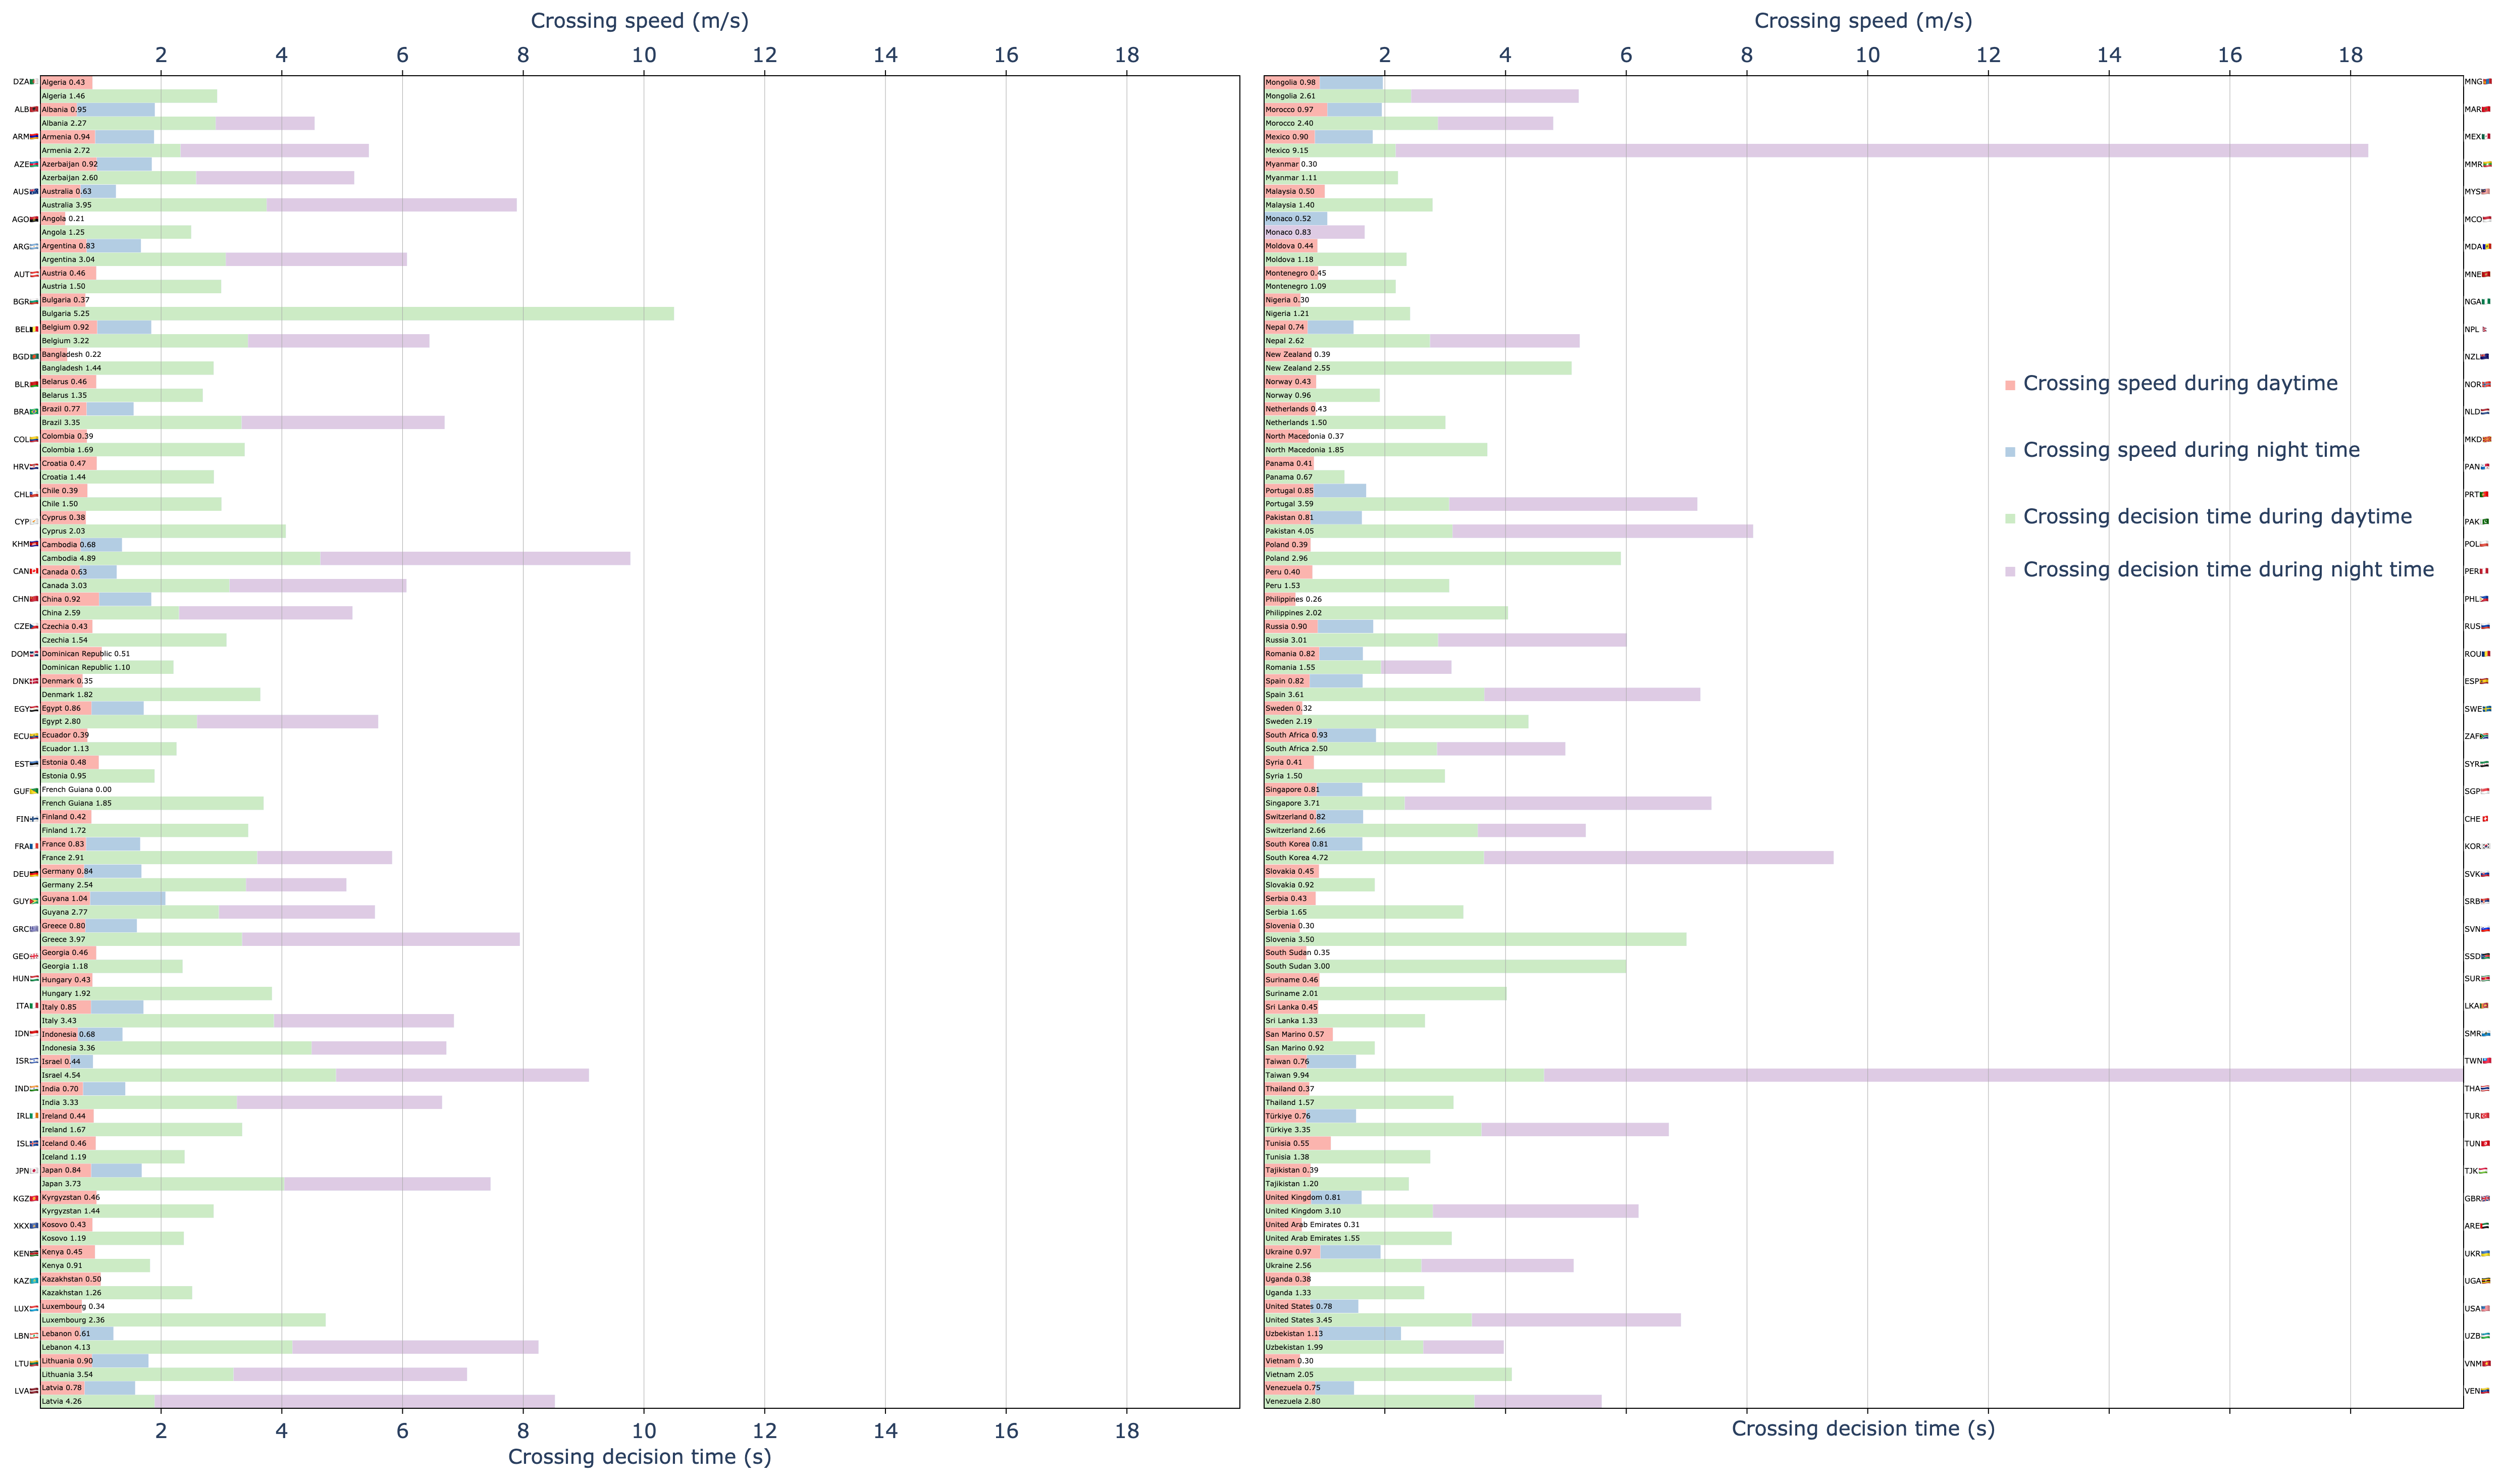 Crossing speed (m/s)
2 4 6 8 10 12 14 16 18
DZA Algeria 0.43
Algeria 1.46
ALB Albania 0.95
Albania 2.27
ARM Armenia 0.94
Armenia 2.72
AZE Azerbaijan 0.92
Azerbaijan 2.60
AUS Australia 0.63
Australia 3.95
AGO Angola 0.21
Angola 1.25
ARG Argentina 0.83
Argentina 3.04
AUT Austria 0.46
Austria 1.50
BGR Bulgaria 0.37
Bulgaria 5.25
BEL Belgium 0.92
Belgium 3.22
BGD Bangladesh 0.22
Bangladesh 1.44
BLR Belarus 0.46
Belarus 1.35
BRA Brazil 0.77
Brazil 3.35
COL Colombia 0.39
Colombia 1.69
HRV Croatia 0.47
Croatia 1.44
CHL Chile 0.39
Chile 1.50
CYP Cyprus 0.38
Cyprus 2.03
KHM Cambodia 0.68
Cambodia 4.89
CAN Canada 0.63
Canada 3.03
CHN China 0.92
China 2.59
CZE Czechia 0.43
Czechia 1.54
DOM Dominican Republic 0.51
Dominican Republic 1.10
DNK Denmark 0.35
Denmark 1.82
EGY Egypt 0.86
Egypt 2.80
ECU Ecuador 0.39
Ecuador 1.13
EST Estonia 0.48
Estonia 0.95
GUF French Guiana 0.00
French Guiana 1.85
FIN Finland 0.42
Finland 1.72
FRA France 0.83
France 2.91
DEU Germany 0.84
Germany 2.54
GUY Guyana 1.04
Guyana 2.77
GRC Greece 0.80
Greece 3.97
GEO Georgia 0.46
Georgia 1.18
HUN Hungary 0.43
Hungary 1.92
ITA Italy 0.85
Italy 3.43
IDN Indonesia 0.68
Indonesia 3.36
ISR Israel 0.44
Israel 4.54
IND India 0.70
India 3.33
IRL Ireland 0.44
Ireland 1.67
ISL Iceland 0.46
Iceland 1.19
JPN Japan 0.84
Japan 3.73
KGZ Kyrgyzstan 0.46
Kyrgyzstan 1.44
XKX Kosovo 0.43
Kosovo 1.19
KEN Kenya 0.45
Kenya 0.91
KAZ Kazakhstan 0.50
Kazakhstan 1.26
LUX Luxembourg 0.34
Luxembourg 2.36
LBN Lebanon 0.61
Lebanon 4.13
LTU Lithuania 0.90
Lithuania 3.54
LVA Latvia 0.78
Latvia 4.26
2 4 6 8 10 12 14 16 18
Crossing decision time (s)
Crossing speed (m/s)
2 4 6 8 10 12 14 16 18
Mongolia 0.98 MNG
Mongolia 2.61
Morocco 0.97 MAR
Morocco 2.40
Mexico 0.90 MEX
Mexico 9.15
Myanmar 0.30 MMR
Myanmar 1.11
Malaysia 0.50 MYS
Malaysia 1.40
Monaco 0.52 MCO
Monaco 0.83
Moldova 0.44 MDA
Moldova 1.18
Montenegro 0.45 MNE
Montenegro 1.09
Nigeria 0.30 NGA
Nigeria 1.21
Nepal 0.74 NPL
Nepal 2.62
New Zealand 0.39 NZL
New Zealand 2.55
Norway 0.43 NOR
Norway 0.96
Netherlands 0.43 NLD
Netherlands 1.50
North Macedonia 0.37 MKD
North Macedonia 1.85
Panama 0.41 PAN
Panama 0.67
Portugal 0.85 PRT
Portugal 3.59
Pakistan 0.81 PAK
Pakistan 4.05
Poland 0.39 POL
Poland 2.96
Peru 0.40 PER
Peru 1.53
Philippines 0.26 PHL
Philippines 2.02
Russia 0.90 RUS
Russia 3.01
Romania 0.82 ROU
Romania 1.55
Spain 0.82 ESP
Spain 3.61
Sweden 0.32 SWE
Sweden 2.19
South Africa 0.93 ZAF
South Africa 2.50
Syria 0.41 SYR
Syria 1.50
Singapore 0.81 SGP
Singapore 3.71
Switzerland 0.82 CHE
Switzerland 2.66
South Korea 0.81 KOR
South Korea 4.72
Slovakia 0.45 SVK
Slovakia 0.92
Serbia 0.43 SRB
Serbia 1.65
Slovenia 0.30 SVN
Slovenia 3.50
South Sudan 0.35 SSD
South Sudan 3.00
Suriname 0.46 SUR
Suriname 2.01
Sri Lanka 0.45 LKA
Sri Lanka 1.33
San Marino 0.57 SMR
San Marino 0.92
Taiwan 0.76 TWN
Taiwan 9.94
Thailand 0.37 THA
Thailand 1.57
Türkiye 0.76 TUR
Türkiye 3.35
Tunisia 0.55 TUN
Tunisia 1.38
Tajikistan 0.39 TJK
Tajikistan 1.20
United Kingdom 0.81 GBR
United Kingdom 3.10
United Arab Emirates 0.31 ARE
United Arab Emirates 1.55
Ukraine 0.97 UKR
Ukraine 2.56
Uganda 0.38 UGA
Uganda 1.33
United States 0.78 USA
United States 3.45
Uzbekistan 1.13 UZB
Uzbekistan 1.99
Vietnam 0.30 VNM
Vietnam 2.05
Venezuela 0.75 VEN
Venezuela 2.80
2 4 6 8 10 12 14 16 18
Crossing decision time (s)
Crossing speed during daytime
Crossing speed during night time
Crossing decision time during daytime
Crossing decision time during night time